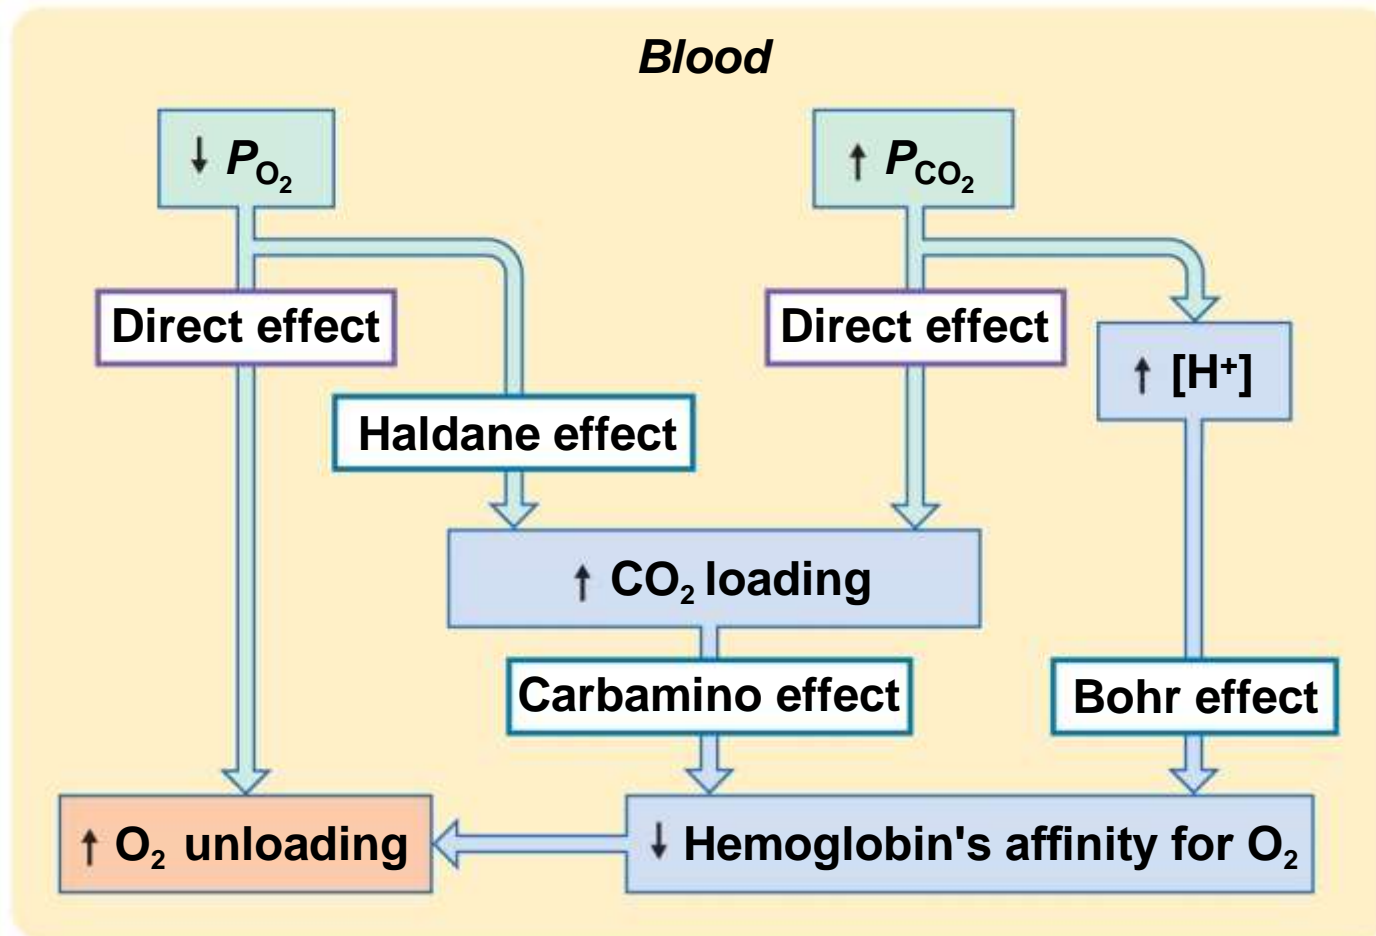 Blood
↓ PO₂
↑ PCO₂
Direct effect
Direct effect
↑ [H⁺]
Haldane effect
↑ CO₂ loading
Carbamino effect
Bohr effect
↑ O₂ unloading
↓ Hemoglobin's affinity for O₂